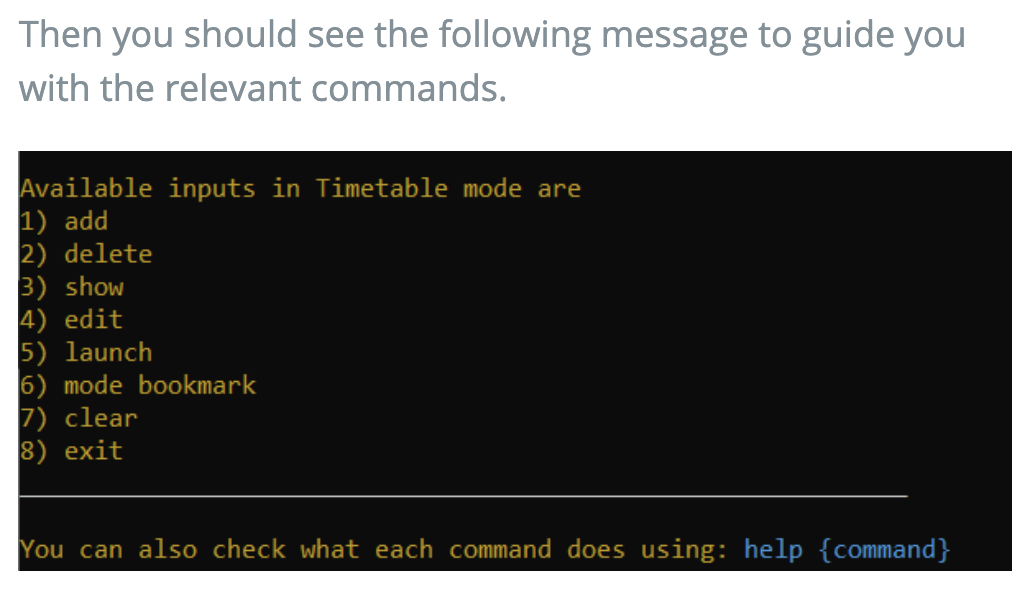 Then you should see the following message to guide you
with the relevant commands.
Available inputs in Timetable mode are
1) add
2) delete
3) show
4) edit
5) launch
6) mode bookmark
7) clear
8) exit
You can also check what each command does using: help {command}